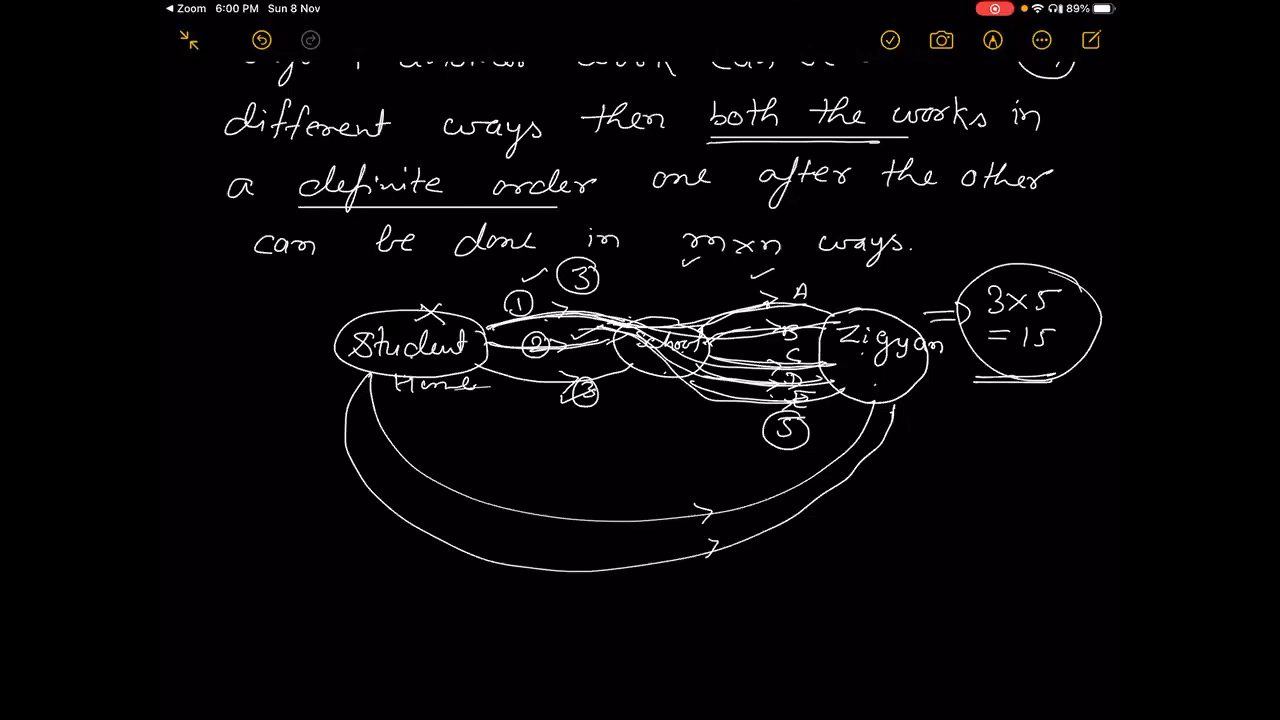 Zoom 6:00 PM Sun 8 Nov 89%
different ways then both the works in
a definite order one after the other
can be done in m×n ways.
3
1 A
3×5
2 School B Zigyan =
Student C = 15
Home 3 D
E
5